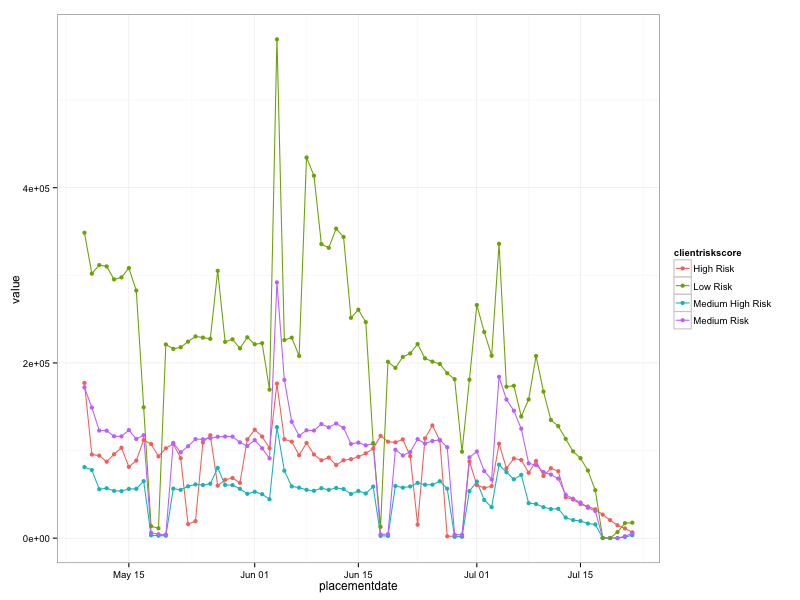 value
4e+05
2e+05
0e+00
May 15
Jun 01
Jun 15
Jul 01
Jul 15
placementdate
clientriskscore
High Risk
Low Risk
Medium High Risk
Medium Risk